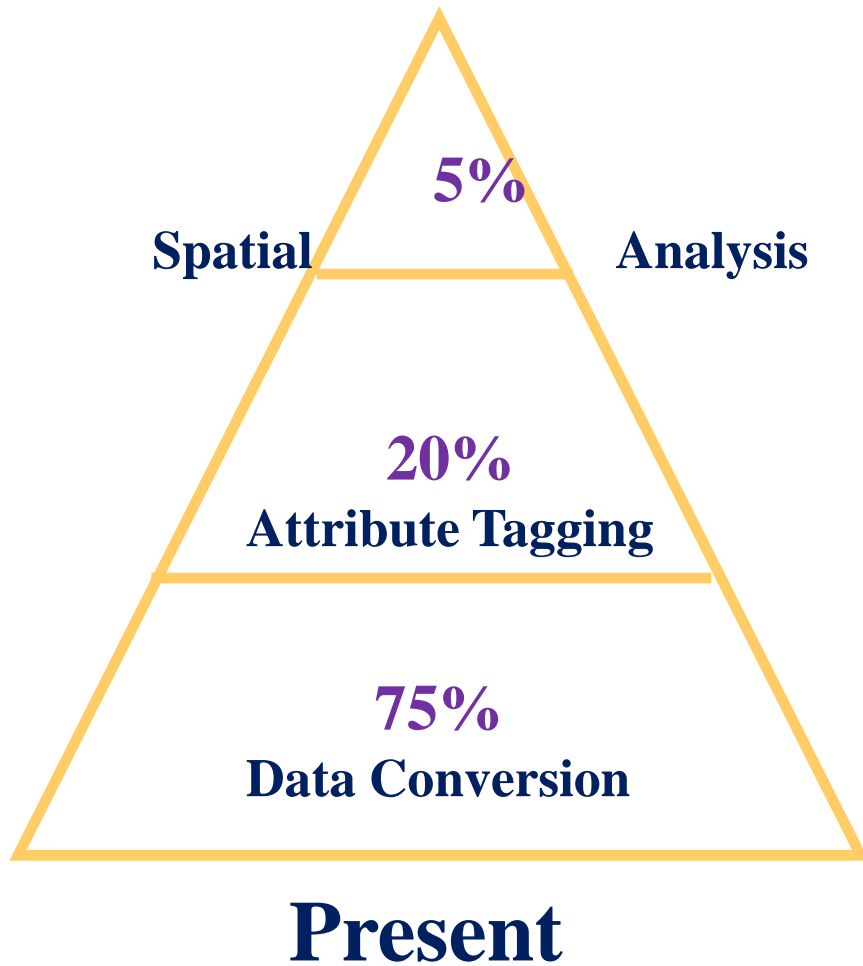 5%
Spatial Analysis
20%
Attribute Tagging
75%
Data Conversion
Present